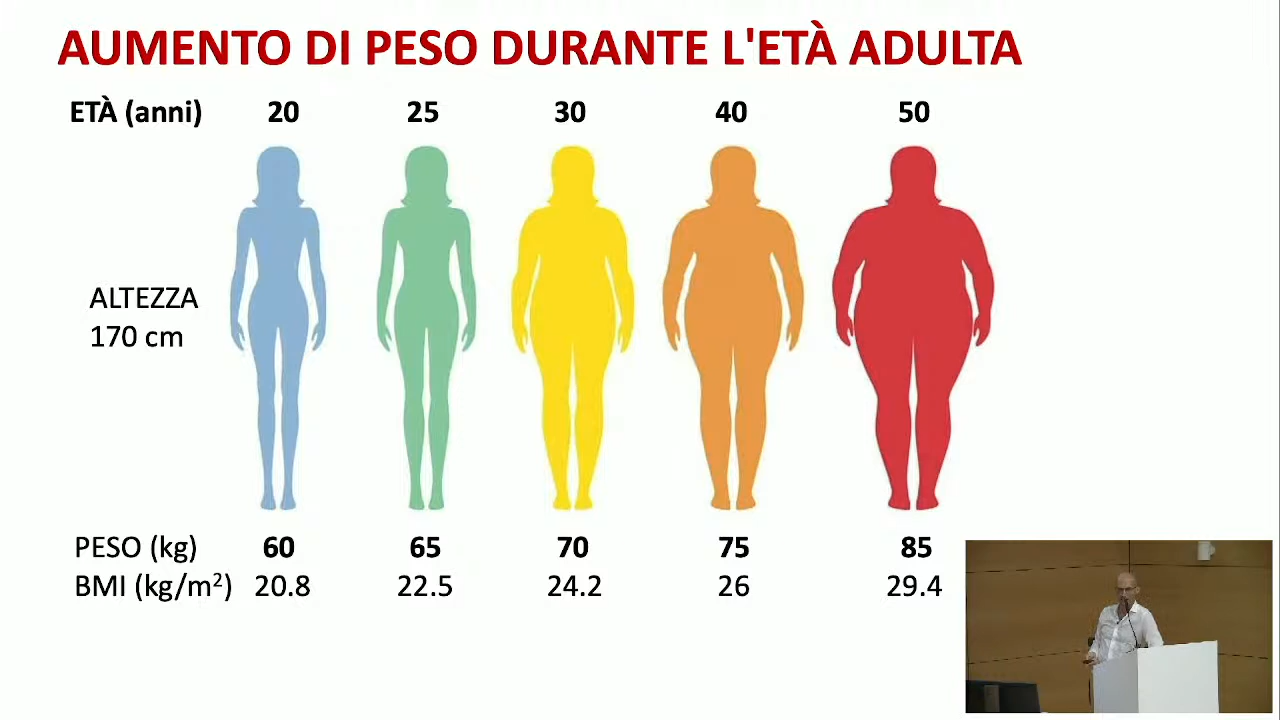 AUMENTO DI PESO DURANTE L'ETÀ ADULTA
ETÀ (anni) 20 25 30 40 50
ALTEZZA
170 cm
PESO (kg) 60 65 70 75 85
BMI (kg/m²) 20.8 22.5 24.2 26 29.4